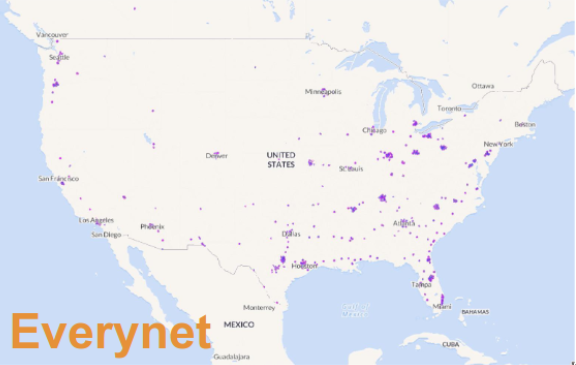 Vancouver
Seattle
Ottawa
Minneapolis
Toronto
Boston
Chicago
New York
Denver
UNITED
STATES
St. Louis
San Francisco
Los Angeles
Phoenix
Atlanta
San Diego
Dallas
Houston
Tampa
Miami
BAHAMAS
Monterrey
MEXICO
Everynet
CUBA
Guadalajara